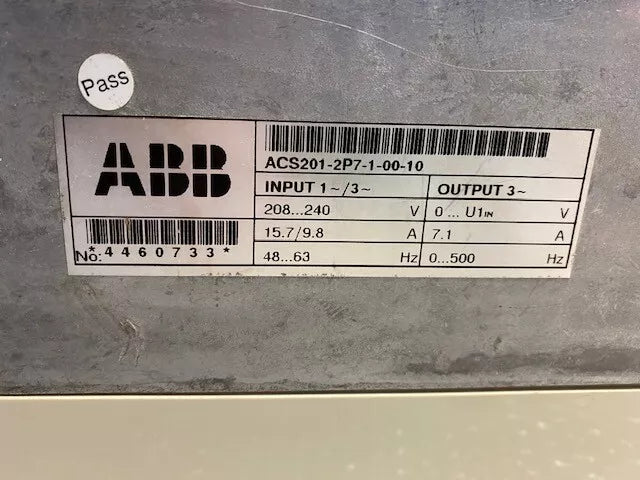 Pass
ABB
ACS201-2P7-1-00-10
INPUT 1~/3~ OUTPUT 3~
208...240 V 0 ... U1IN V
15.7/9.8 A 7.1 A
No: *4460733* 48...63 Hz 0...500 Hz